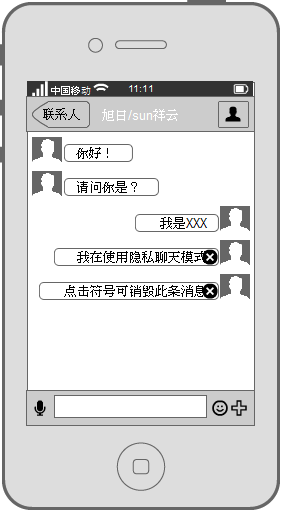 中国移动 11:11
联系人 旭日/sun祥云
你好！
请问你是？
我是XXX
我在使用隐私聊天模式
点击符号可销毁此条消息